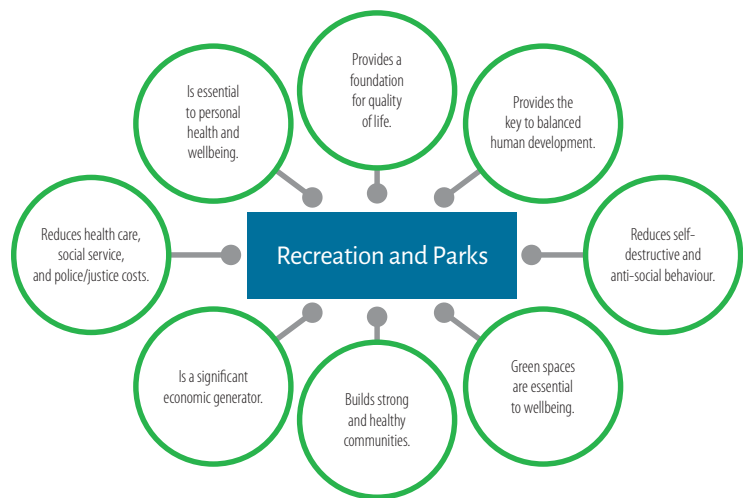 Provides a
foundation
for quality
of life.
Is essential
to personal
health and
wellbeing.
Provides the
key to balanced
human development.
Reduces health care,
social service,
and police/justice costs.
Recreation and Parks
Reduces self-
destructive and
anti-social behaviour.
Is a significant
economic generator.
Builds strong
and healthy
communities.
Green spaces
are essential
to wellbeing.